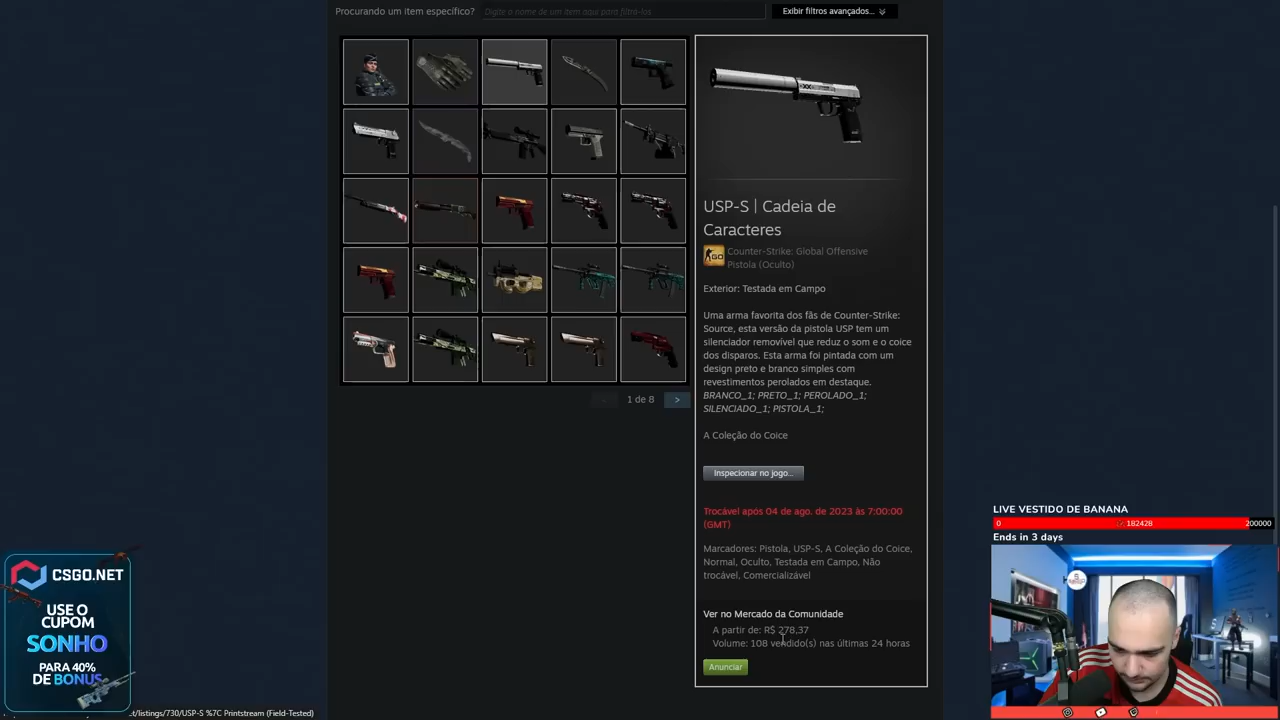 Procurando um item específico?
Digite o nome de um item aqui para filtrá-los
Exibir filtros avançados...
USP-S | Cadeia de
Caracteres
Counter-Strike: Global Offensive
Pistola (Oculto)
Exterior: Testada em Campo
Uma arma favorita dos fãs de Counter-Strike:
Source, esta versão da pistola USP tem um
silenciador removível que reduz o som e o coice
dos disparos. Esta arma foi pintada com um
design preto e branco simples com
revestimentos perolados em destaque.
BRANCO_1; PRETO_1; PEROLADO_1;
SILENCIADO_1; PISTOLA_1;
A Coleção do Coice
Inspecionar no jogo...
Trocável após 04 de ago. de 2023 às 7:00:00
(GMT)
Marcadores: Pistola, USP-S, A Coleção do Coice,
Normal, Oculto, Testada em Campo, Não
trocável, Comercializável
Ver no Mercado da Comunidade
A partir de: R$ 278,37
Volume: 108 vendido(s) nas últimas 24 horas
Anunciar
< 1 de 8 >
CSGO.NET
USE O
CUPOM
SONHO
PARA 40%
DE BONUS
et/listings/730/USP-S %7C Printstream (Field-Tested)
LIVE VESTIDO DE BANANA
0 182428 200000
Ends in 3 days